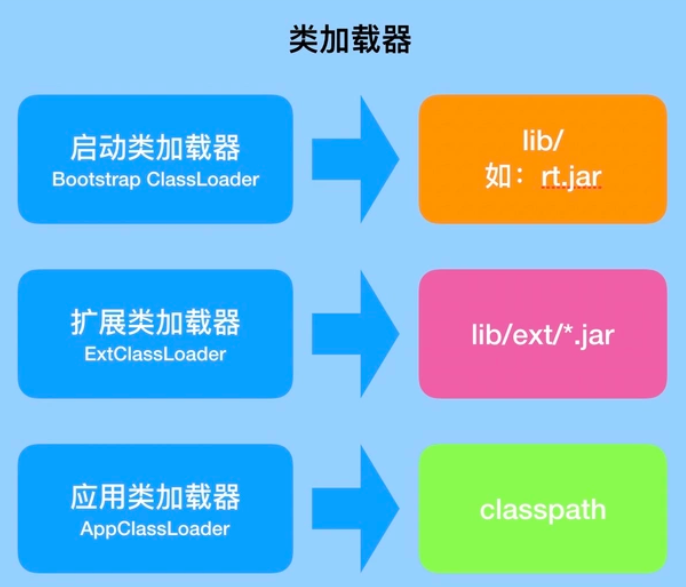 类加载器
启动类加载器
Bootstrap ClassLoader
lib/
如：rt.jar
扩展类加载器
ExtClassLoader
lib/ext/*.jar
应用类加载器
AppClassLoader
classpath